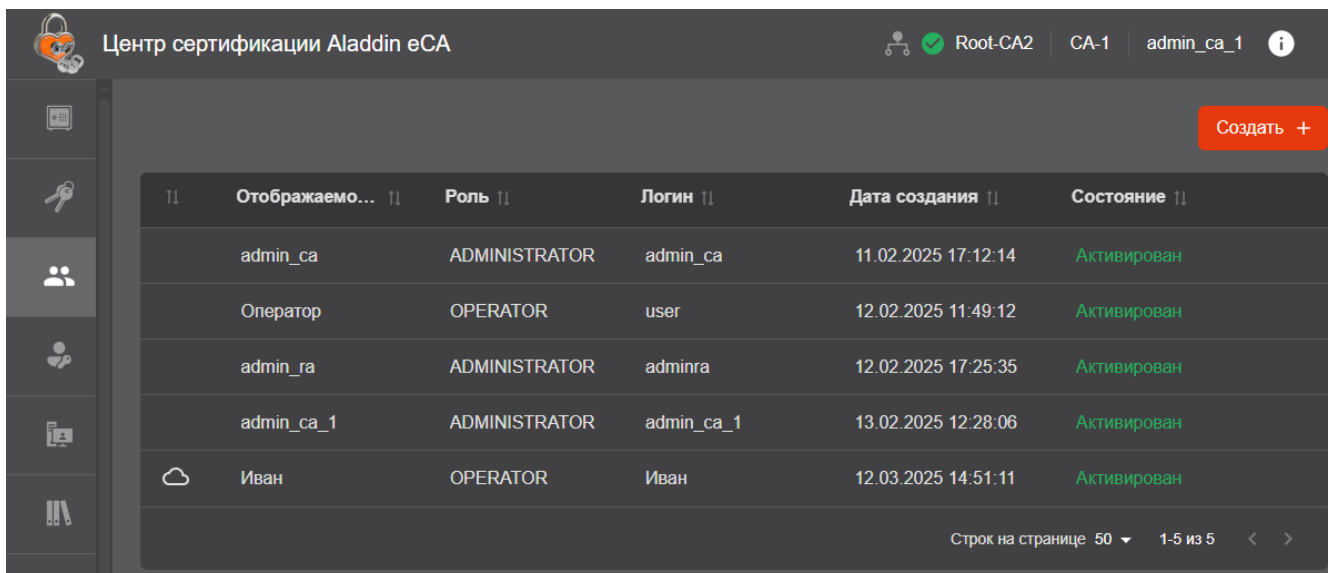 Центр сертификации Aladdin eCA Root-CA2 CA-1 admin_ca_1
Создать +
Отображаемо... Роль Логин Дата создания Состояние
admin_ca ADMINISTRATOR admin_ca 11.02.2025 17:12:14 Активирован
Оператор OPERATOR user 12.02.2025 11:49:12 Активирован
admin_ra ADMINISTRATOR adminra 12.02.2025 17:25:35 Активирован
admin_ca_1 ADMINISTRATOR admin_ca_1 13.02.2025 12:28:06 Активирован
Иван OPERATOR Иван 12.03.2025 14:51:11 Активирован
Строк на странице 50 1-5 из 5